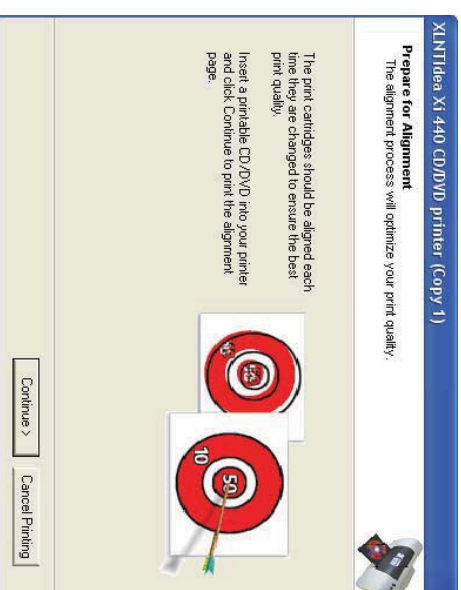 XLNTIdea Xi 440 CD/DVD printer (Copy 1)
Prepare for Alignment
The alignment process will optimize your print quality.
The print cartridges should be aligned each
time they are changed to ensure the best
print quality.
Insert a printable CD/DVD into your printer
and click Continue to print the alignment
page.
10
50
Continue >
Cancel Printing